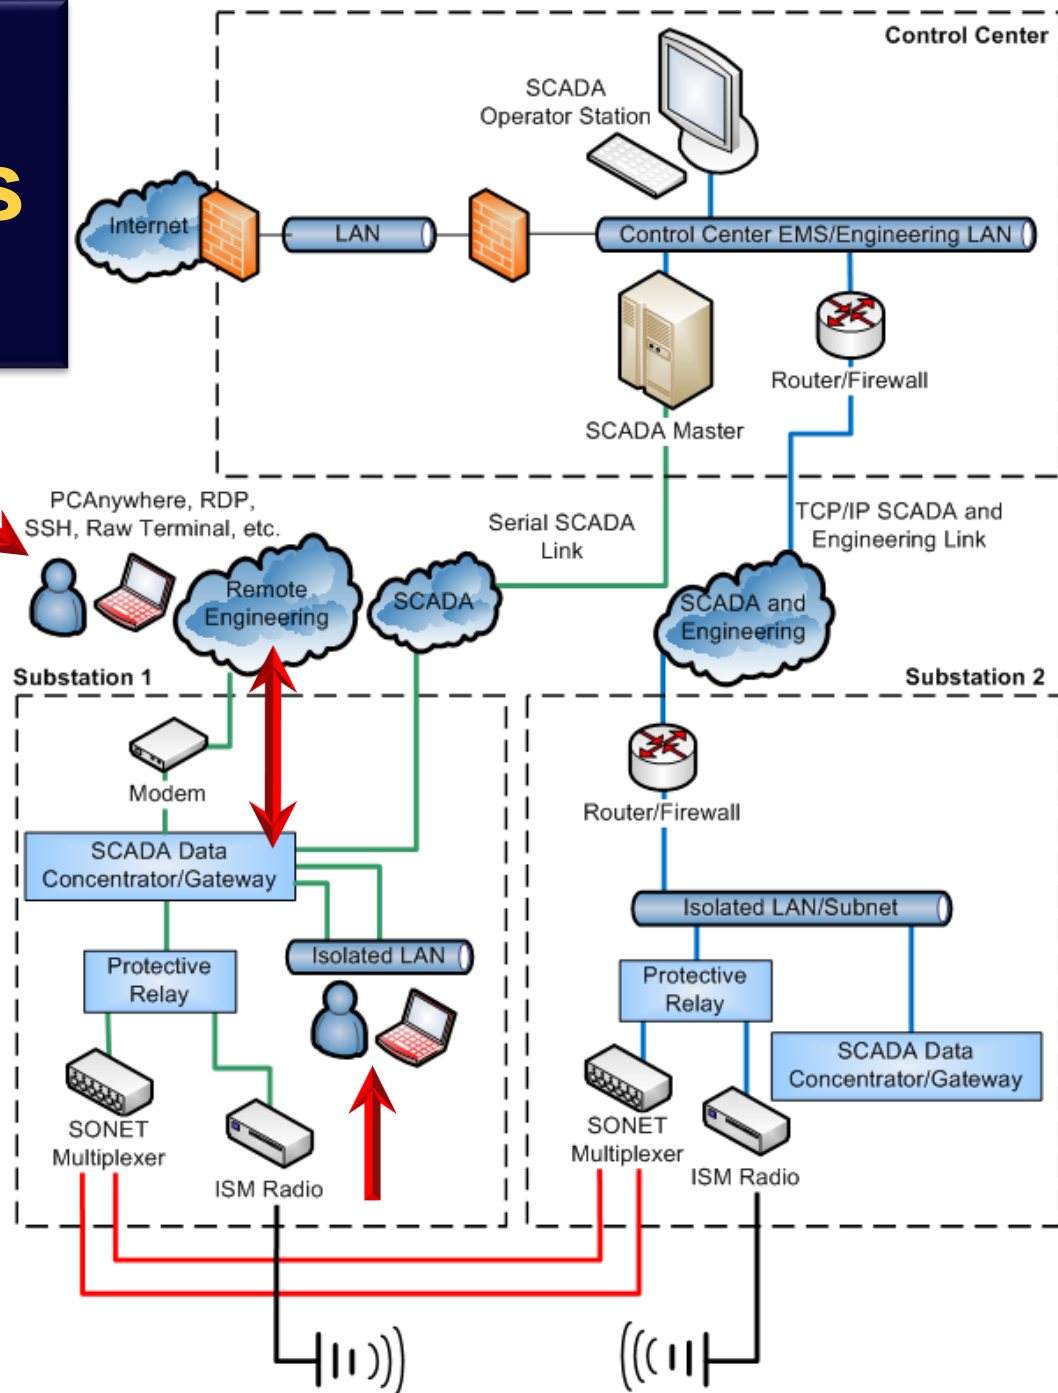 s
Control Center
SCADA
Operator Station
Internet
LAN
Control Center EMS/Engineering LAN
Router/Firewall
SCADA Master
PCAnywhere, RDP,
SSH, Raw Terminal, etc.
Serial SCADA
Link
TCP/IP SCADA and
Engineering Link
Remote
Engineering
SCADA
SCADA and
Engineering
Substation 1
Substation 2
Modem
Router/Firewall
SCADA Data
Concentrator/Gateway
Isolated LAN/Subnet
Isolated LAN
Protective
Relay
Protective
Relay
SCADA Data
Concentrator/Gateway
SONET
Multiplexer
ISM Radio
SONET
Multiplexer
ISM Radio